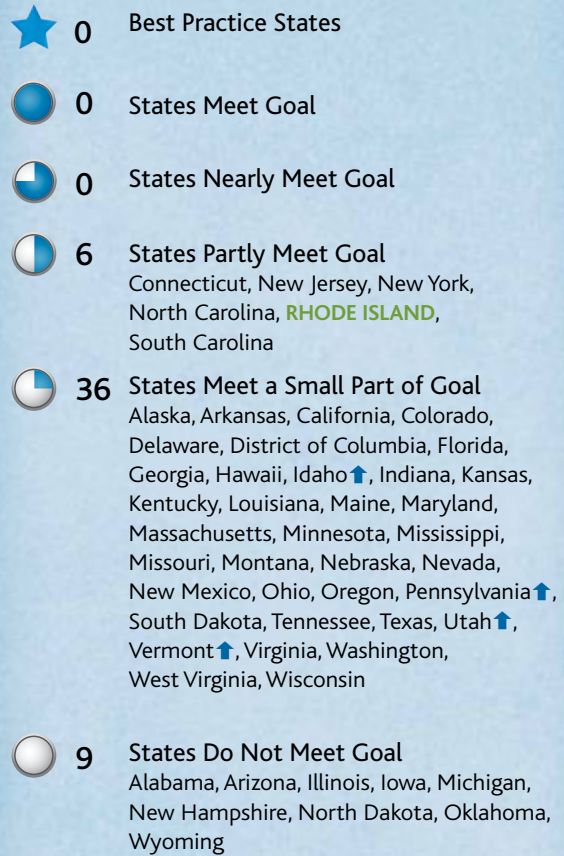 0 Best Practice States
0 States Meet Goal
0 States Nearly Meet Goal
6 States Partly Meet Goal
Connecticut, New Jersey, New York,
North Carolina, RHODE ISLAND,
South Carolina
36 States Meet a Small Part of Goal
Alaska, Arkansas, California, Colorado,
Delaware, District of Columbia, Florida,
Georgia, Hawaii, Idaho⬆, Indiana, Kansas,
Kentucky, Louisiana, Maine, Maryland,
Massachusetts, Minnesota, Mississippi,
Missouri, Montana, Nebraska, Nevada,
New Mexico, Ohio, Oregon, Pennsylvania⬆,
South Dakota, Tennessee, Texas, Utah⬆,
Vermont⬆, Virginia, Washington,
West Virginia, Wisconsin
9 States Do Not Meet Goal
Alabama, Arizona, Illinois, Iowa, Michigan,
New Hampshire, North Dakota, Oklahoma,
Wyoming